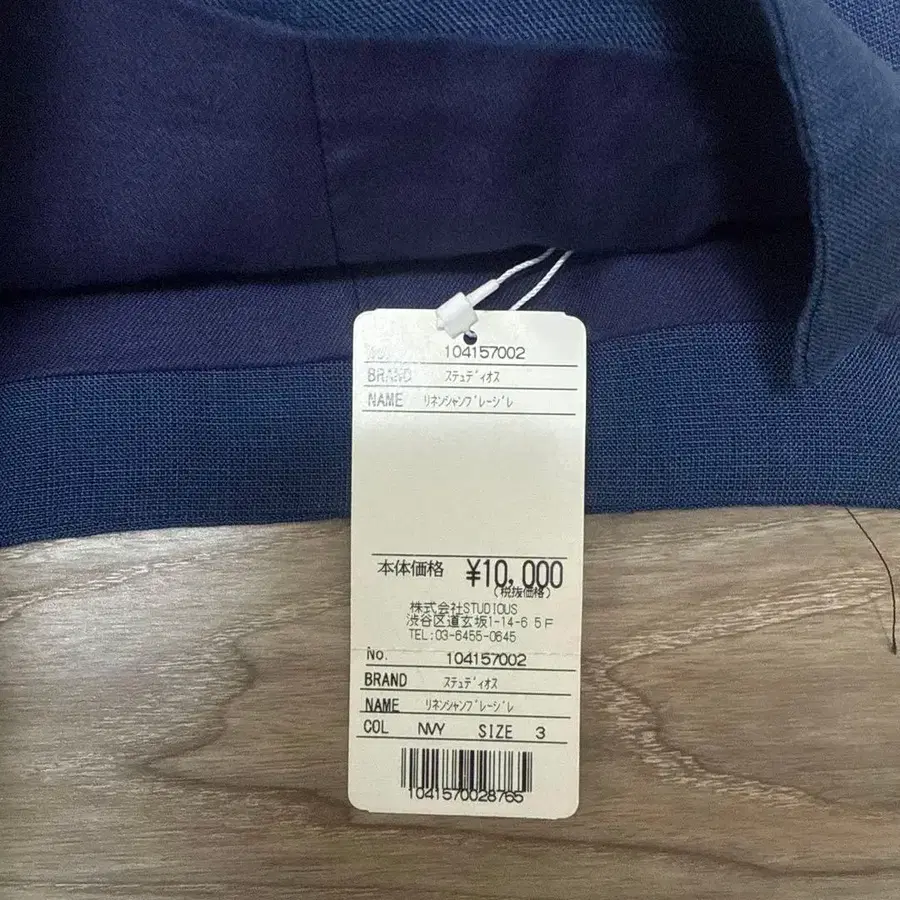 No. 104157002
BRAND ｽﾃｭﾃﾞｨｵｽ
NAME ﾘﾈﾝｼｬﾝﾌﾞﾚｰｼﾞﾚ
本体価格 ¥10,000
(税抜価格)
株式会社STUDIOUS
渋谷区道玄坂1-14-6 5F
TEL:03-6455-0645
No. 104157002
BRAND ｽﾃｭﾃﾞｨｵｽ
NAME ﾘﾈﾝｼｬﾝﾌﾞﾚｰｼﾞﾚ
COL NVY SIZE 3
1041570028765